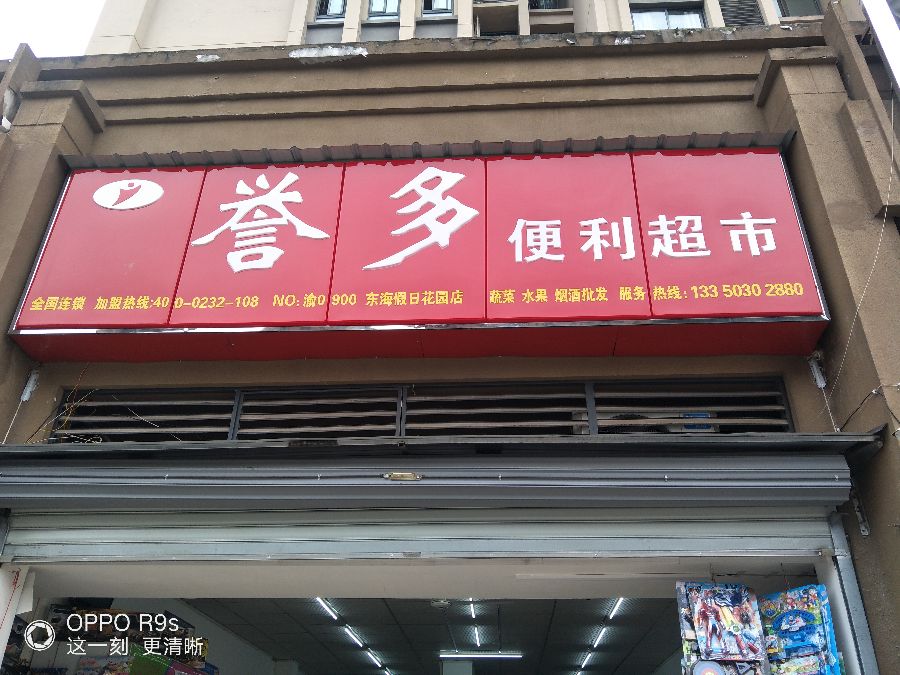 誉多便利超市
全国连锁 加盟热线:400-0232-108 NO:渝0900 东海假日花园店 蔬菜 水果 烟酒批发 服务热线:133 5030 2880
OPPO R9s
这一刻 更清晰